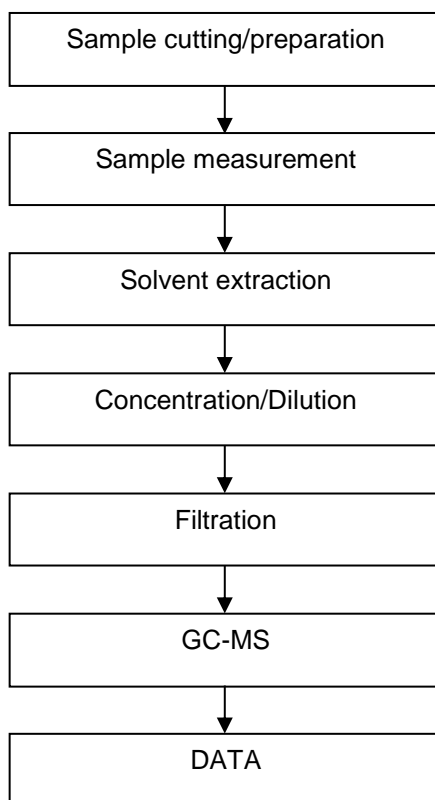 Sample cutting/preparation
Sample measurement
Solvent extraction
Concentration/Dilution
Filtration
GC-MS
DATA